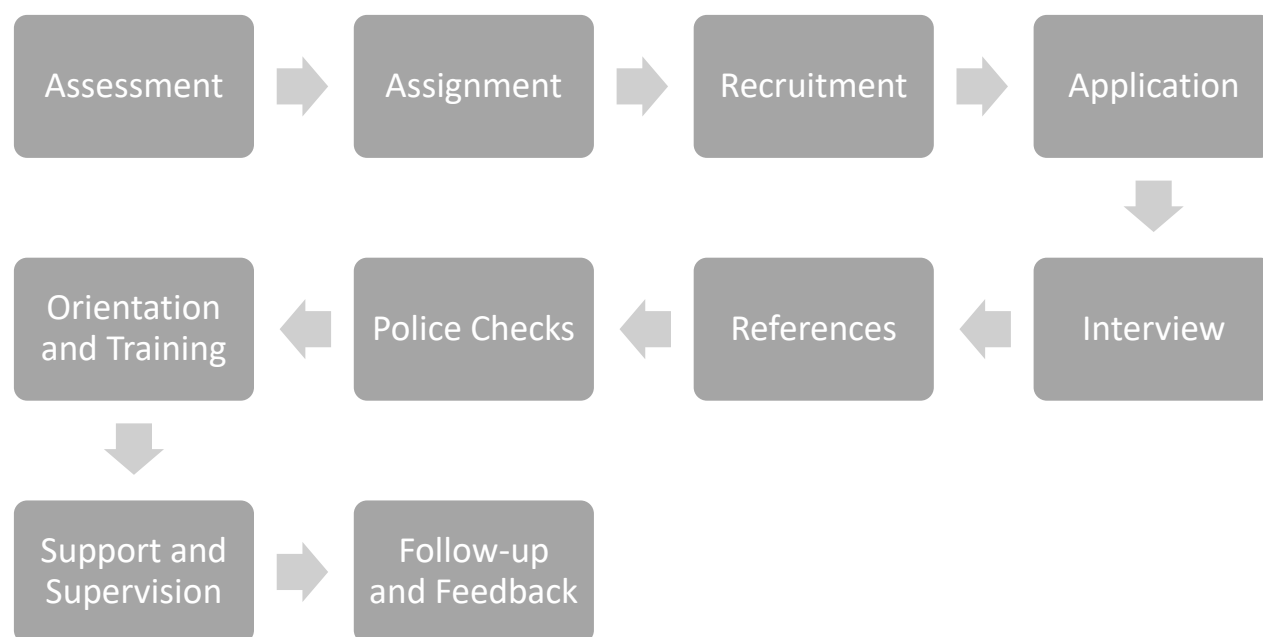 Assessment
Assignment
Recruitment
Application
Interview
References
Police Checks
Orientation
and Training
Support and
Supervision
Follow-up
and Feedback